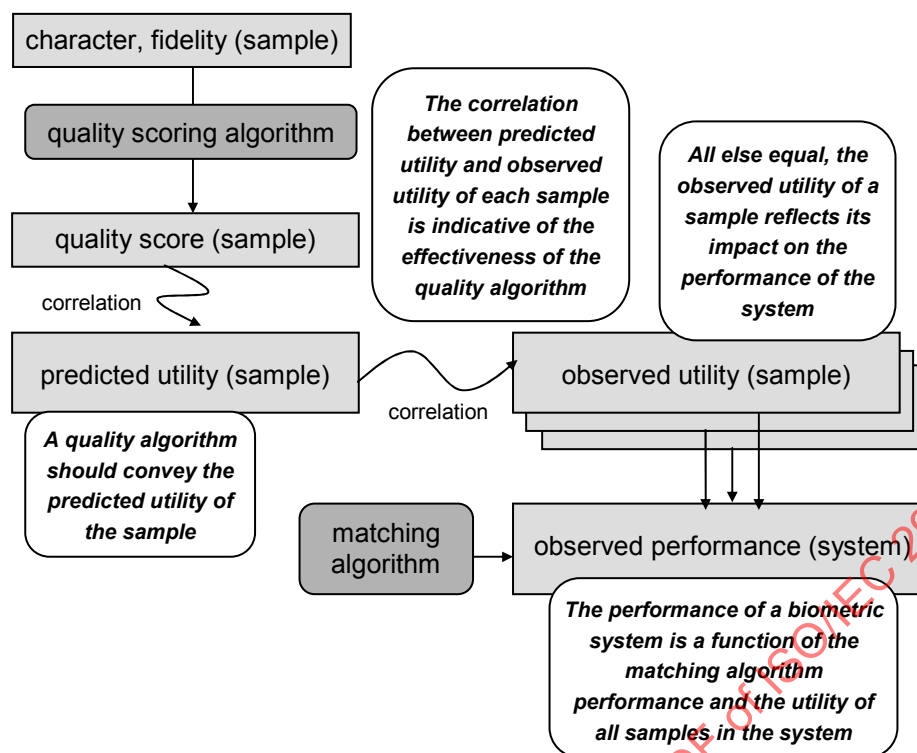 character, fidelity (sample)
quality scoring algorithm
quality score (sample)
correlation
predicted utility (sample)
A quality algorithm
should convey the
predicted utility of
the sample
The correlation
between predicted
utility and observed
utility of each sample
is indicative of the
effectiveness of the
quality algorithm
correlation
All else equal, the
observed utility of a
sample reflects its
impact on the
performance of the
system
observed utility (sample)
matching
algorithm
observed performance (system)
The performance of a biometric
system is a function of the
matching algorithm
performance and the utility of
all samples in the system
of ISO/IEC